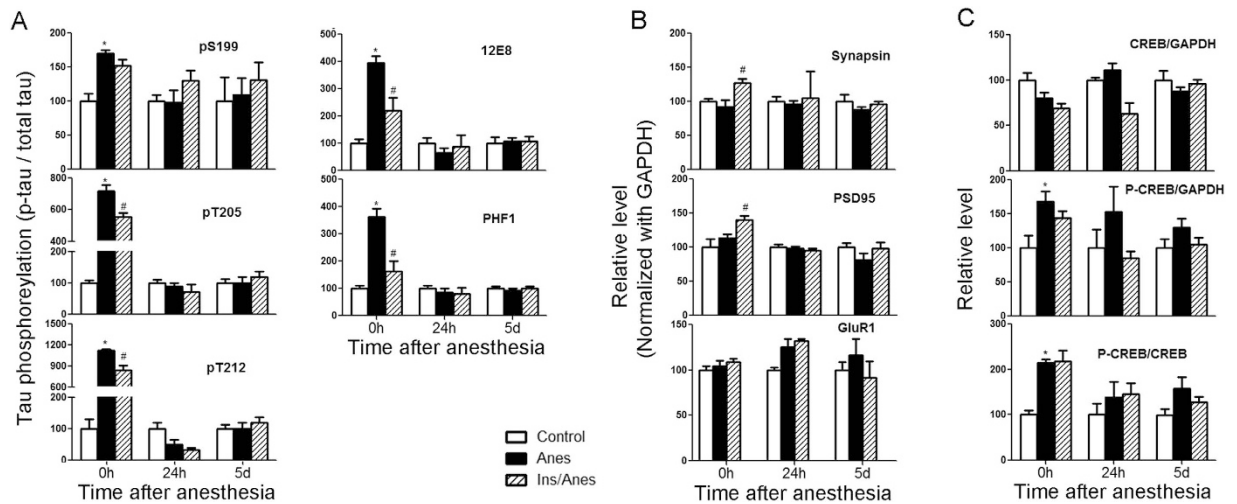 A
Tau phosphoreylation (p-tau / total tau)
pS199
200
150
100
50
0
pT205
800
600
400
200
100
0
pT212
1500
1200
900
600
200
100
0
0h 24h 5d
Time after anesthesia
12E8
500
400
300
200
100
0
PHF1
500
400
300
200
100
0
0h 24h 5d
Time after anesthesia
* * # * # * # * #
Control
Anes
Ins/Anes
B
Relative level
(Normalized with GAPDH)
Synapsin
200
150
100
50
0
#
PSD95
200
150
100
50
0
#
GluR1
150
100
50
0
0h 24h 5d
Time after anesthesia
C
Relative level
CREB/GAPDH
150
100
50
0
P-CREB/GAPDH
200
150
100
50
0
*
P-CREB/CREB
300
200
100
0
*
0h 24h 5d
Time after anesthesia